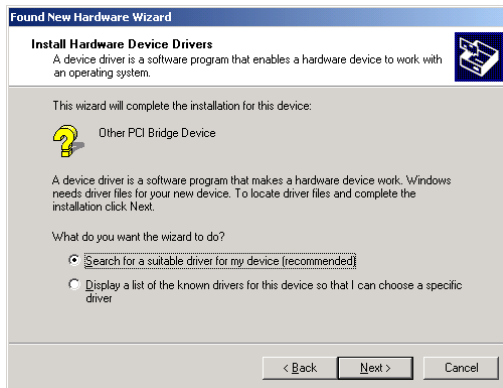 Found New Hardware Wizard
Install Hardware Device Drivers
A device driver is a software program that enables a hardware device to work with
an operating system.
This wizard will complete the installation for this device:
Other PCI Bridge Device
A device driver is a software program that makes a hardware device work. Windows
needs driver files for your new device. To locate driver files and complete the
installation click Next.
What do you want the wizard to do?
Search for a suitable driver for my device (recommended)
Display a list of the known drivers for this device so that I can choose a specific
driver
< Back Next > Cancel